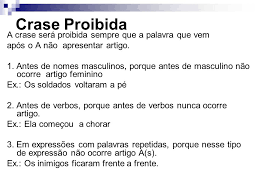 Crase Proibida
A crase será proibida sempre que a palavra que vem
após o A não apresentar artigo.
1. Antes de nomes masculinos, porque antes de masculino não
ocorre artigo feminino
Ex.: Os soldados voltaram a pé
2. Antes de verbos, porque antes de verbos nunca ocorre
artigo.
Ex.: Ela começou a chorar
3. Em expressões com palavras repetidas, porque nesse tipo
de expressão não ocorre artigo A(s).
Ex.: Os inimigos ficaram frente a frente.